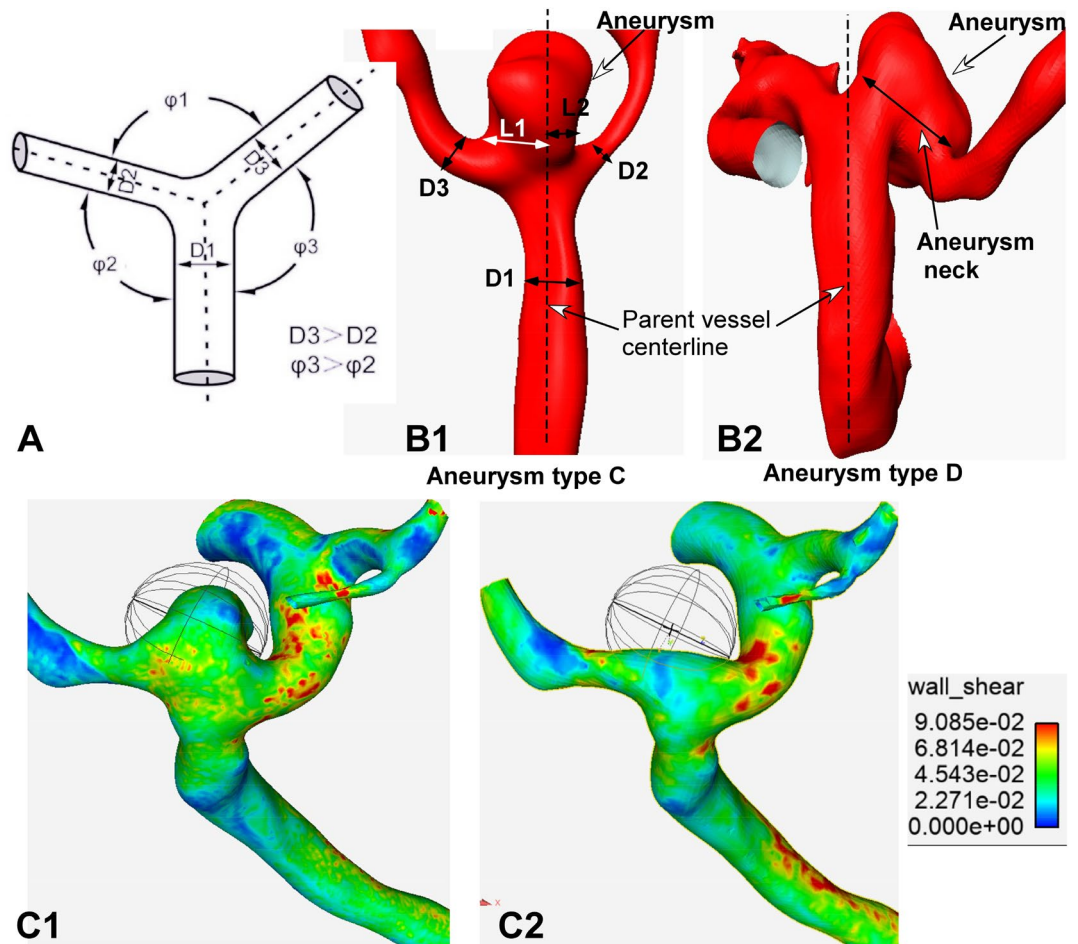 φ1
D3
D2
D1
φ2
φ3
D3>D2
φ3>φ2
A
Aneurysm
L1
L2
D3
D2
D1
Parent vessel
centerline
B1
Aneurysm
Aneurysm
neck
B2
Aneurysm type C
Aneurysm type D
C1
x
C2
wall_shear
9.085e-02
6.814e-02
4.543e-02
2.271e-02
0.000e+00